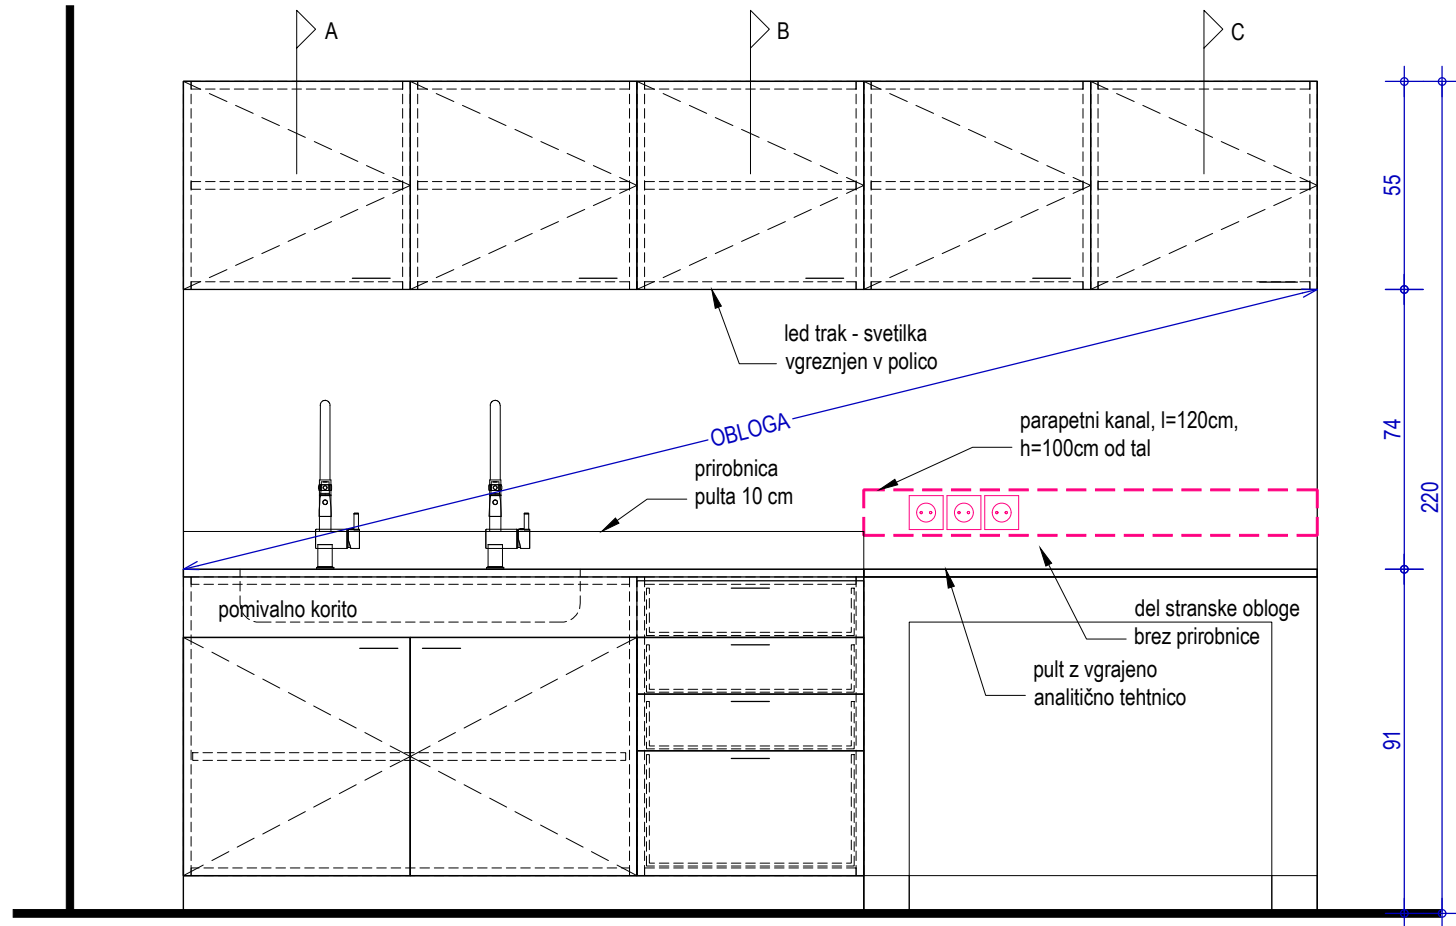 A
B
C
55
led trak - svetilka
vgreznjen v polico
OBLOGA
parapetni kanal, l=120cm,
h=100cm od tal
74
prirobnica
pulta 10 cm
220
pomivalno korito
del stranske obloge
brez prirobnice
pult z vgrajeno
analitično tehtnico
91